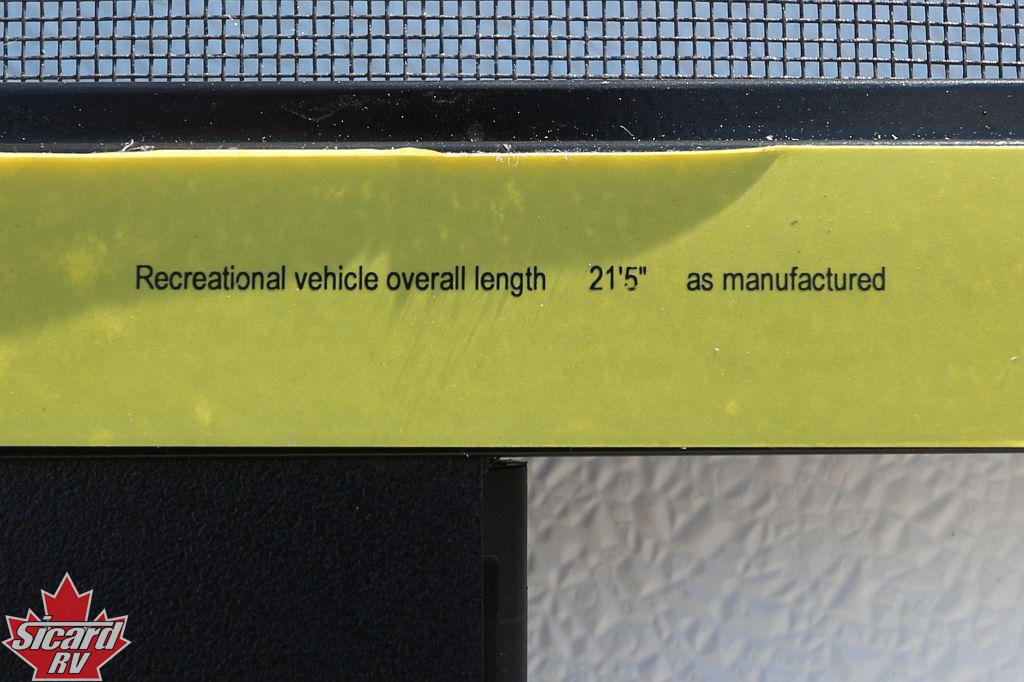 Recreational vehicle overall length 21'5" as manufactured
Sicard
RV